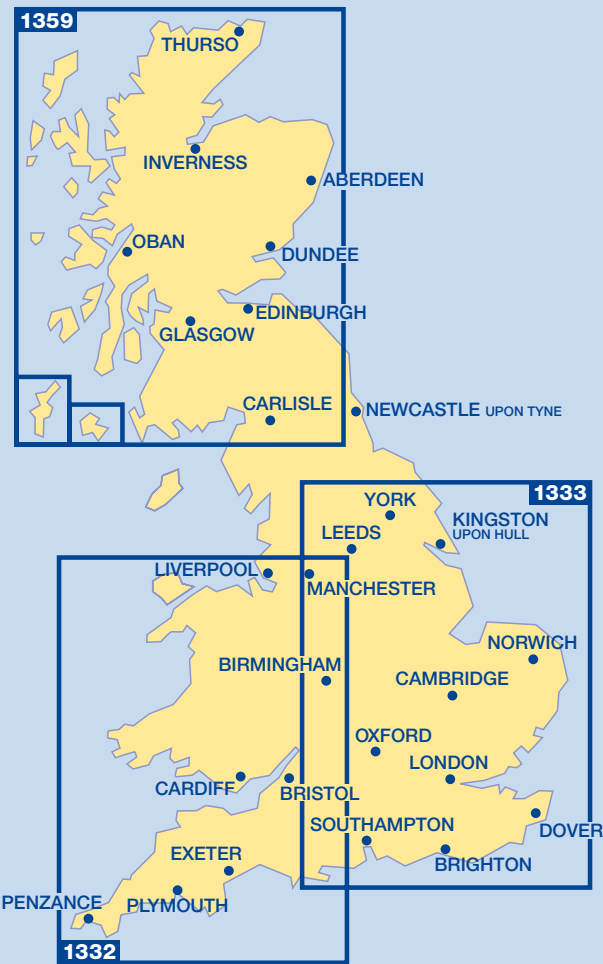 1359
THURSO
INVERNESS
ABERDEEN
OBAN
DUNDEE
EDINBURGH
GLASGOW
CARLISLE
NEWCASTLE UPON TYNE
1333
YORK
KINGSTON
UPON HULL
LEEDS
LIVERPOOL
MANCHESTER
NORWICH
BIRMINGHAM
CAMBRIDGE
OXFORD
LONDON
CARDIFF
BRISTOL
SOUTHAMPTON
DOVER
EXETER
BRIGHTON
PENZANCE
PLYMOUTH
1332